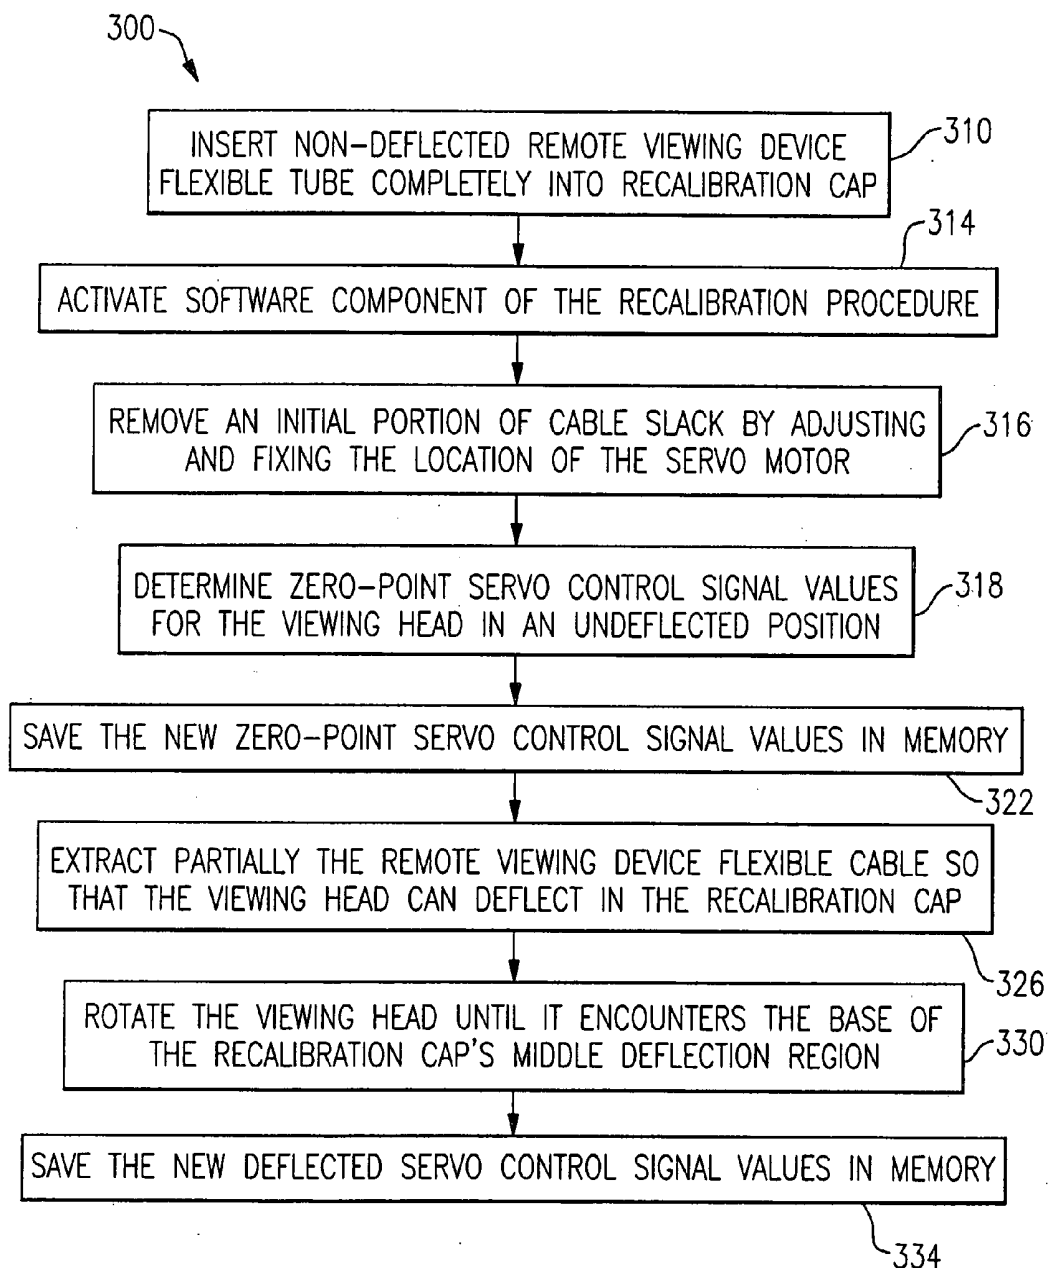 300
INSERT NON-DEFLECTED REMOTE VIEWING DEVICE
FLEXIBLE TUBE COMPLETELY INTO RECALIBRATION CAP
310
314
ACTIVATE SOFTWARE COMPONENT OF THE RECALIBRATION PROCEDURE
REMOVE AN INITIAL PORTION OF CABLE SLACK BY ADJUSTING
AND FIXING THE LOCATION OF THE SERVO MOTOR
316
DETERMINE ZERO-POINT SERVO CONTROL SIGNAL VALUES
FOR THE VIEWING HEAD IN AN UNDEFLECTED POSITION
318
SAVE THE NEW ZERO-POINT SERVO CONTROL SIGNAL VALUES IN MEMORY
322
EXTRACT PARTIALLY THE REMOTE VIEWING DEVICE FLEXIBLE CABLE SO
THAT THE VIEWING HEAD CAN DEFLECT IN THE RECALIBRATION CAP
326
ROTATE THE VIEWING HEAD UNTIL IT ENCOUNTERS THE BASE OF
THE RECALIBRATION CAP'S MIDDLE DEFLECTION REGION
330
SAVE THE NEW DEFLECTED SERVO CONTROL SIGNAL VALUES IN MEMORY
334